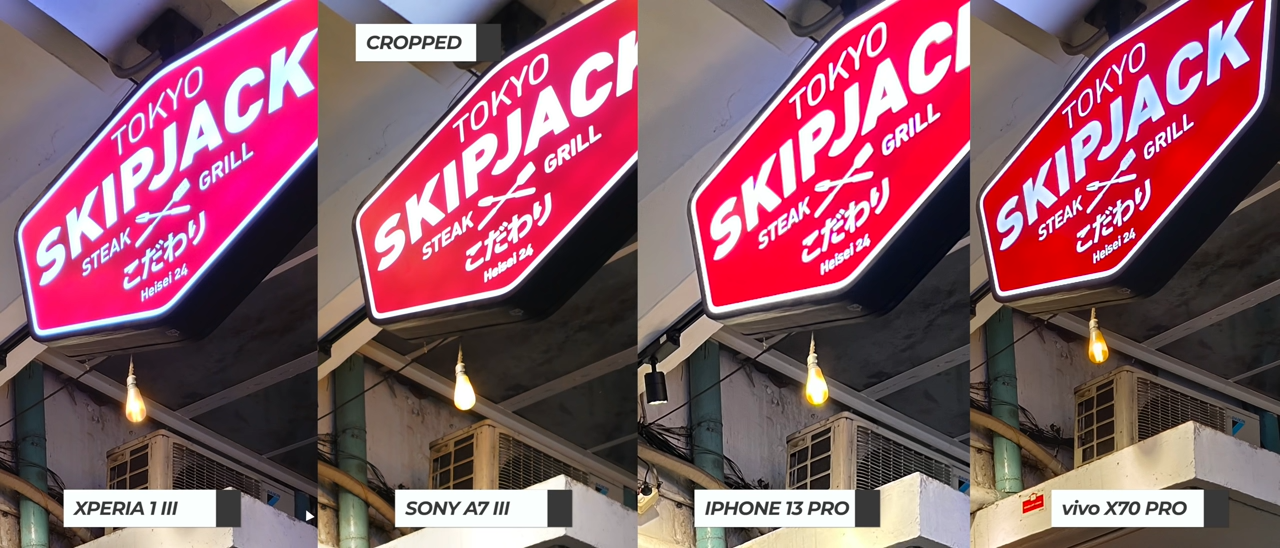 TOKYO
SKIPJACK
STEAK GRILL
こだわり
Heisei 24
XPERIA 1 III
CROPPED
TOKYO
SKIPJACK
STEAK GRILL
こだわり
Heisei 24
SONY A7 III
TOKYO
SKIPJAC
STEAK GRILL
こだわり
Heisei 24
IPHONE 13 PRO
TOKYO
SKIPJACK
STEAK GRILL
こだわり
Heisei 24
vivo X70 PRO